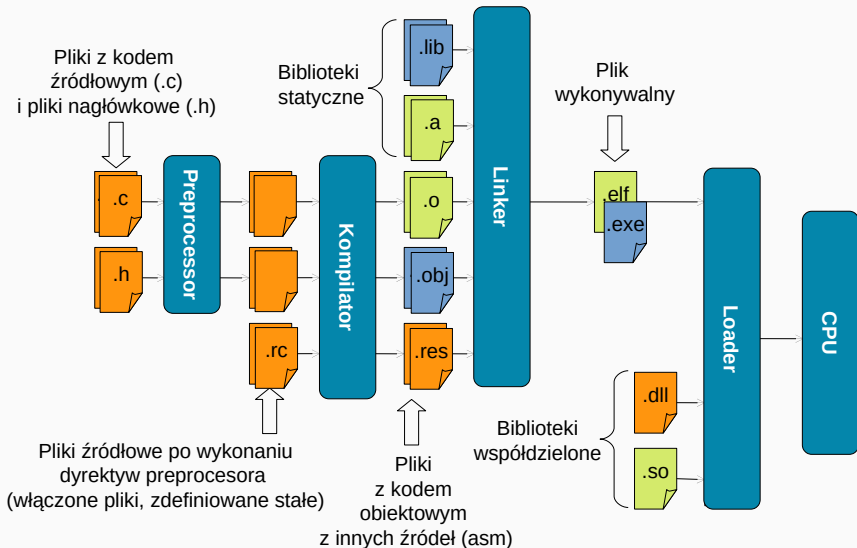 Pliki z kodem
źródłowym (.c)
i pliki nagłówkowe (.h)
Biblioteki
statyczne
.lib
.a
Plik
wykonywalny
.c
.h
Preprocessor
.rc
Kompilator
.o
.obj
.res
Linker
.elf
.exe
Loader
CPU
.dll
.so
Biblioteki
współdzielone
Pliki źródłowe po wykonaniu
dyrektyw preprocesora
(włączone pliki, zdefiniowane stałe)
Pliki
z kodem
obiektowym
z innych źródeł (asm)